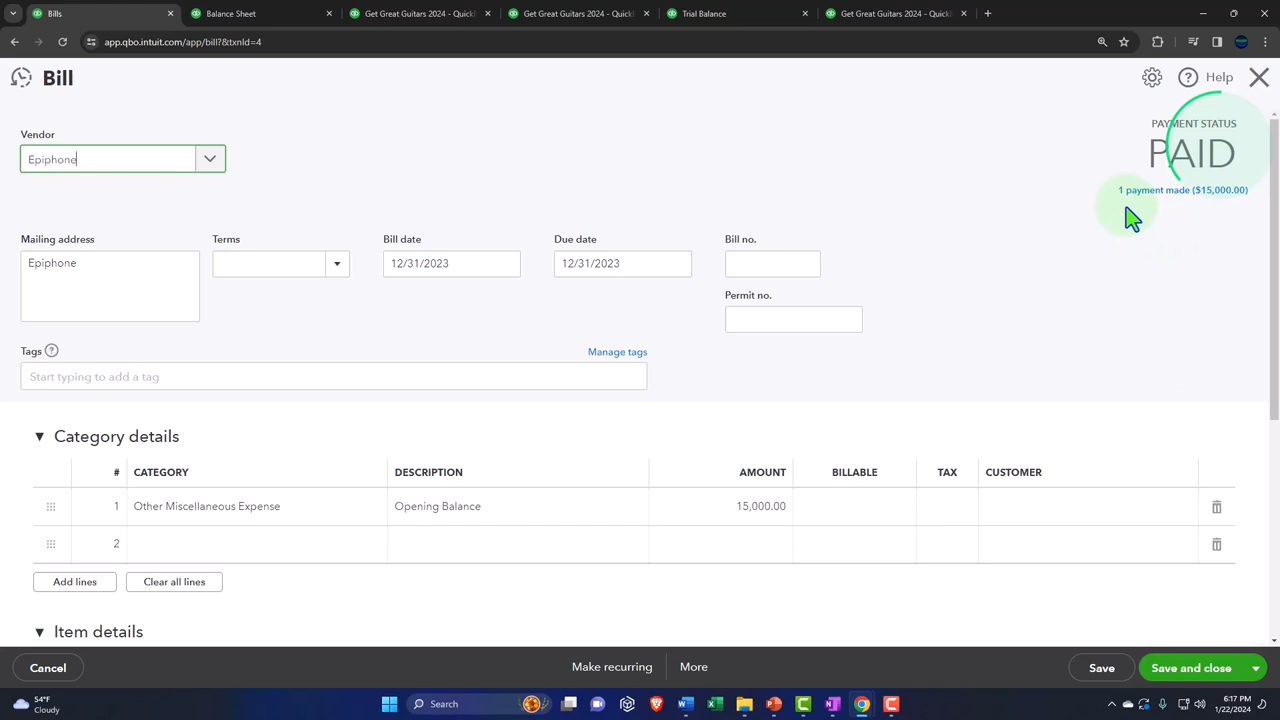 Bills
Balance Sheet
Get Great Guitars 2024 - Quick
Get Great Guitars 2024 - Quick
Trial Balance
Get Great Guitars 2024 - Quick
app.qbo.intuit.com/app/bill?&txnId=4
Bill
Help
Vendor
Epiphone
PAYMENT STATUS
PAID
1 payment made ($15,000.00)
Mailing address
Terms
Bill date
Due date
Bill no.
Epiphone
12/31/2023
12/31/2023
Permit no.
Tags
Manage tags
Start typing to add a tag
Category details
# CATEGORY DESCRIPTION AMOUNT BILLABLE TAX CUSTOMER
1 Other Miscellaneous Expense Opening Balance 15,000.00
2
Add lines
Clear all lines
Item details
Cancel
Make recurring
More
Save
Save and close
54°F
Cloudy
Search
6:17 PM
1/22/2024